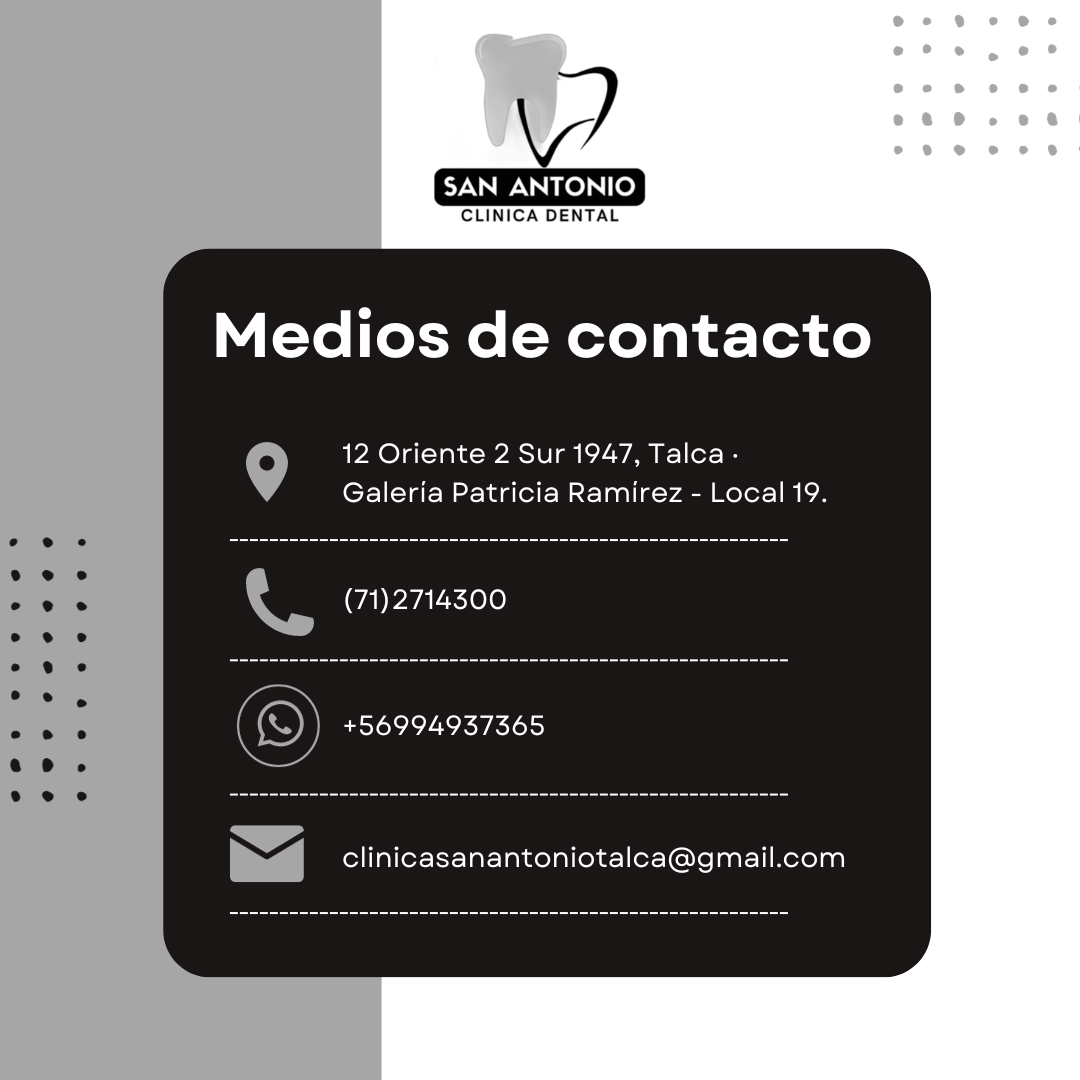 SAN ANTONIO
CLINICA DENTAL
Medios de contacto
12 Oriente 2 Sur 1947, Talca ·
Galería Patricia Ramírez - Local 19.
(71)2714300
+56994937365
clinicasanantoniotalca@gmail.com